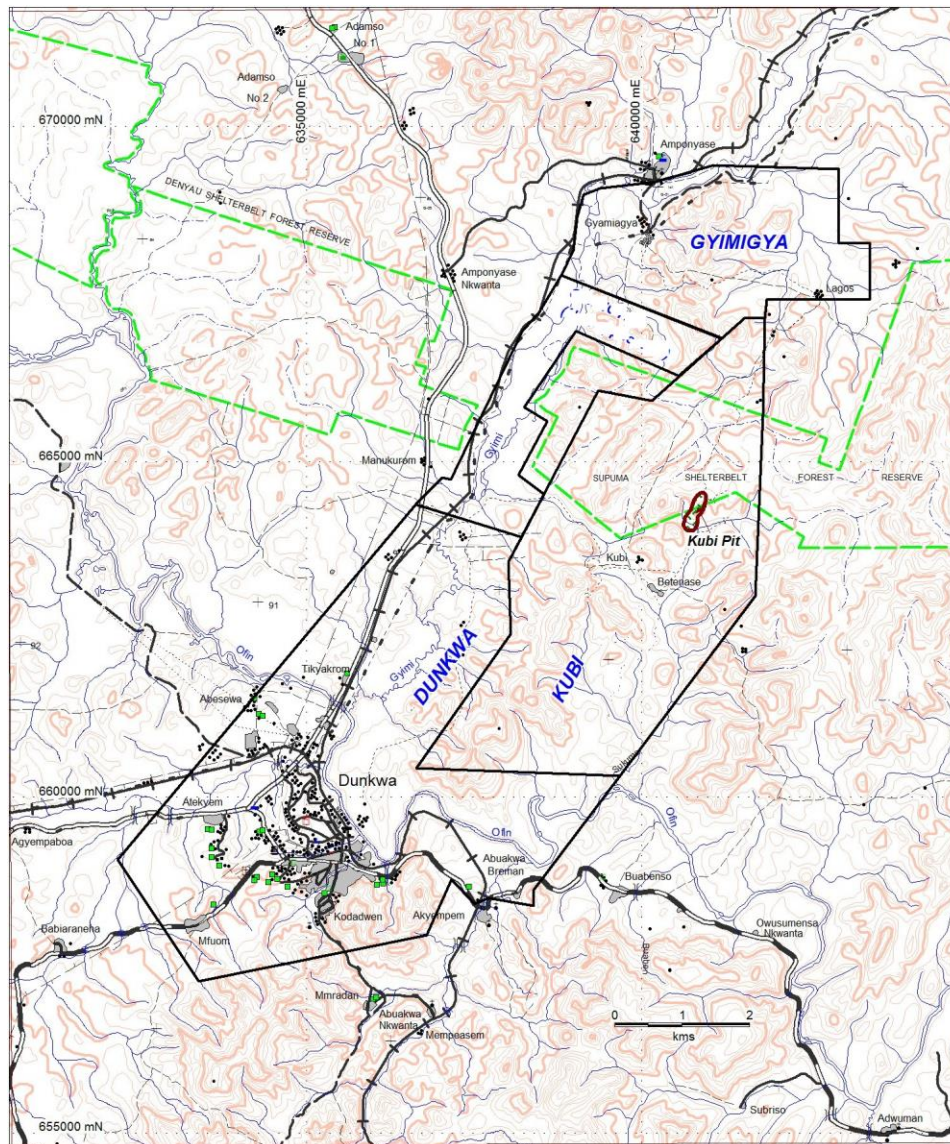 Adamso
No.1
Adamso
No.2
635000 mE
640000 mE
670000 mN
Amponyase
DENYAU SHELTERBELT FOREST RESERVE
Gyamiagya
GYIMIGYA
Amponyase
Nkwanta
Lagos
Gyimi
665000 mN
Manukurom
SUPUMA SHELTERBELT FOREST RESERVE
Kubi Pit
Kubi
Betenase
91
92
Ofin
Tikyakrom
Gyimi
DUNKWA
KUBI
Abesewa
Dunkwa
660000 mN
Atekyem
Agyempaboa
Ofin
Ofin
Abuakwa
Breman
Buabenso
Babiaraneha
Mfuom
Kodadwen
Akyempem
Owusumensa
Nkwanta
Mmradan
Abuakwa
Nkwanta
Mempeasem
0 1 2
kms
Subriso
Adwuman
655000 mN